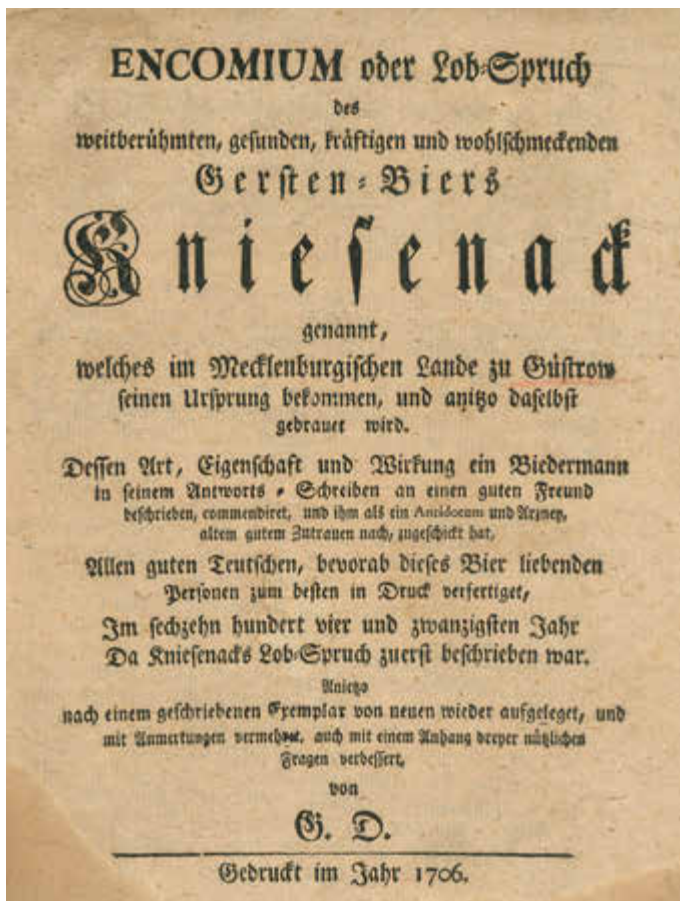 ENCOMIUM oder Lob-Spruch
des
weitberühmten, gesunden, kräftigen und wohlschmeckenden
Gersten-Biers
Kniesenack
genannt,
welches im Mecklenburgischen Lande zu Güstrow
seinen Ursprung bekommen, und anitzo daselbst
gebrauet wird.
Dessen Art, Eigenschaft und Wirkung ein Biedermann
in seinem Antworts-Schreiben an einen guten Freund
beschrieben, commendiret, und ihm als ein Antidotum und Arzney,
altem gutem Zutrauen nach, zugeschickt hat,
Allen guten Teutschen, bevorab dieses Bier liebenden
Personen zum besten in Druck verfertiget,
Im sechzehn hundert vier und zwanzigsten Jahr
Da Kniesenacks Lob-Spruch zuerst beschrieben war.
Anietzo
nach einem geschriebenen Exemplar von neuen wieder aufgeleget, und
mit Anmerkungen vermehret, auch mit einem Anhang dreyer nützlichen
Fragen verbessert,
von
G. D.
Gedruckt im Jahr 1706.